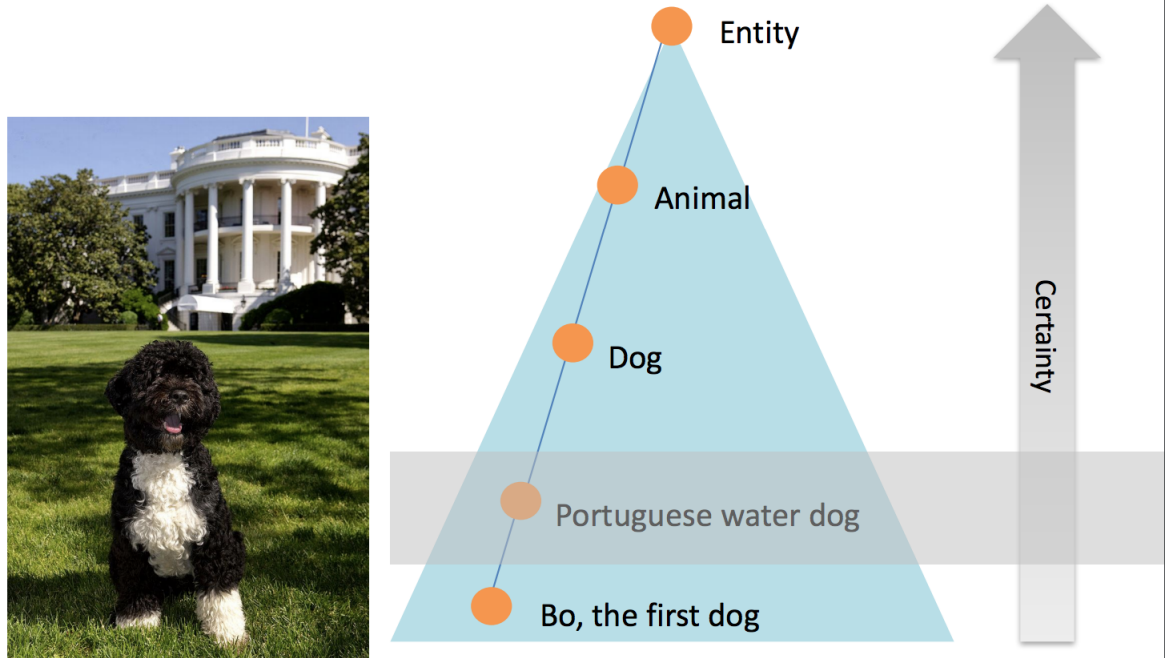 Entity
Animal
Dog
Portuguese water dog
Bo, the first dog
Certainty